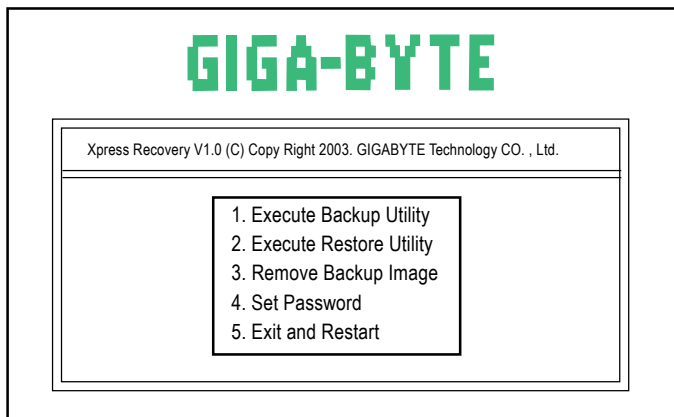 GIGA-BYTE
Xpress Recovery V1.0 (C) Copy Right 2003. GIGABYTE Technology CO. , Ltd.
1. Execute Backup Utility
2. Execute Restore Utility
3. Remove Backup Image
4. Set Password
5. Exit and Restart